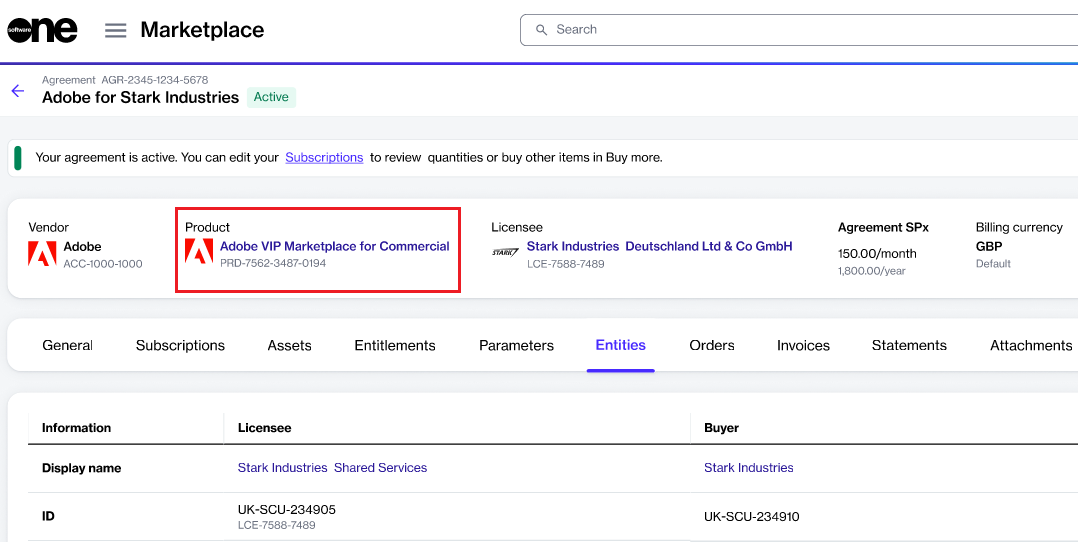 software one
Marketplace
Search
Agreement AGR-2345-1234-5678
Adobe for Stark Industries Active
Your agreement is active. You can edit your Subscriptions to review quantities or buy other items in Buy more.
Vendor
Adobe
ACC-1000-1000
Product
Adobe VIP Marketplace for Commercial
PRD-7562-3487-0194
Licensee
STARK
Stark Industries Deutschland Ltd & Co GmbH
LCE-7588-7489
Agreement SPx
150.00/month
1,800.00/year
Billing currency
GBP
Default
General Subscriptions Assets Entitlements Parameters Entities Orders Invoices Statements Attachments
Information Licensee Buyer
Display name Stark Industries Shared Services Stark Industries
ID UK-SCU-234905 UK-SCU-234910
LCE-7588-7489